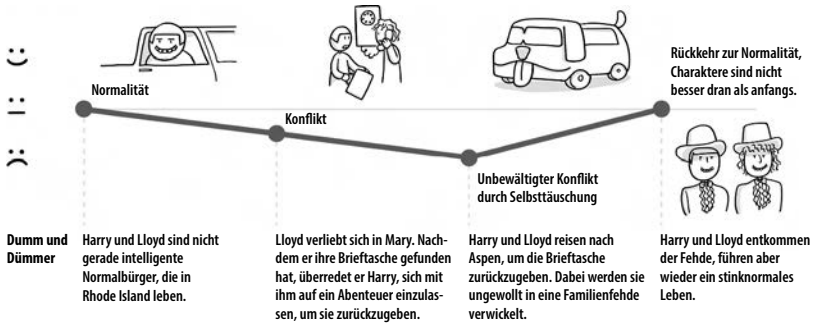 Normalität
Konflikt
Unbewältigter Konflikt
durch Selbsttäuschung
Rückkehr zur Normalität,
Charaktere sind nicht
besser dran als anfangs.
Dumm und
Dümmer
Harry und Lloyd sind nicht
gerade intelligente
Normalbürger, die in
Rhode Island leben.
Lloyd verliebt sich in Mary. Nach-
dem er ihre Brieftasche gefunden
hat, überredet er Harry, sich mit
ihm auf ein Abenteuer einzulas-
sen, um sie zurückzugeben.
Harry und Lloyd reisen nach
Aspen, um die Brieftasche
zurückzugeben. Dabei werden sie
ungewollt in eine Familienfehde
verwickelt.
Harry und Lloyd entkommen
der Fehde, führen aber
wieder ein stinknormales
Leben.